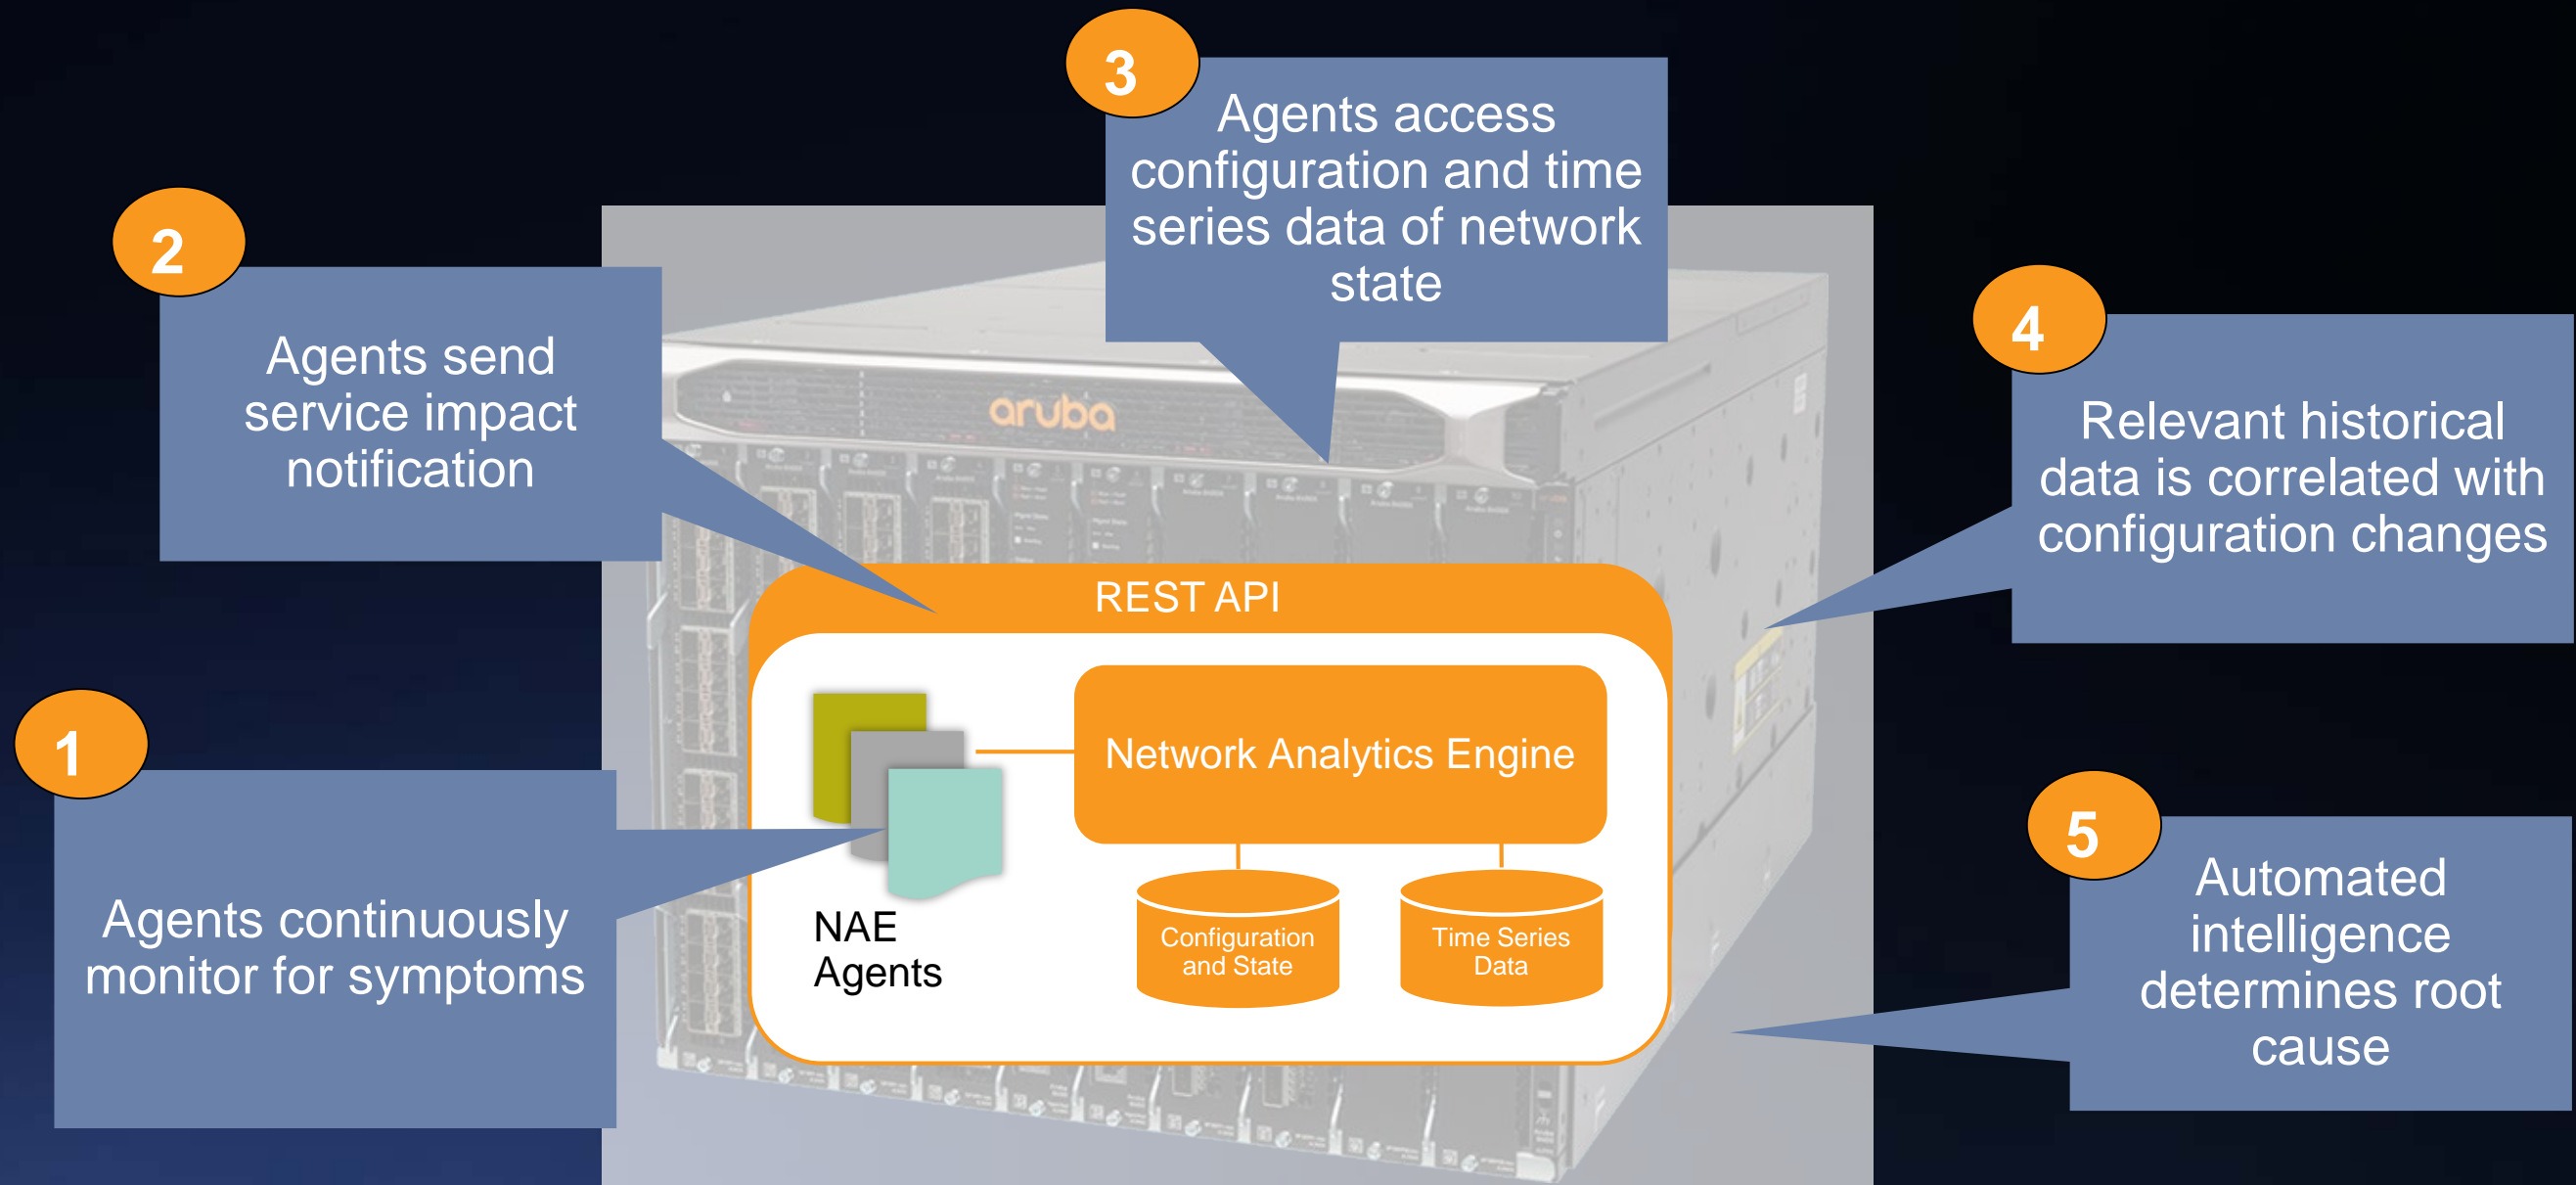 1
Agents continuously
monitor for symptoms
2
Agents send
service impact
notification
3
Agents access
configuration and time
series data of network
state
4
Relevant historical
data is correlated with
configuration changes
5
Automated
intelligence
determines root
cause
aruba
REST API
Network Analytics Engine
NAE
Agents
Configuration
and State
Time Series
Data